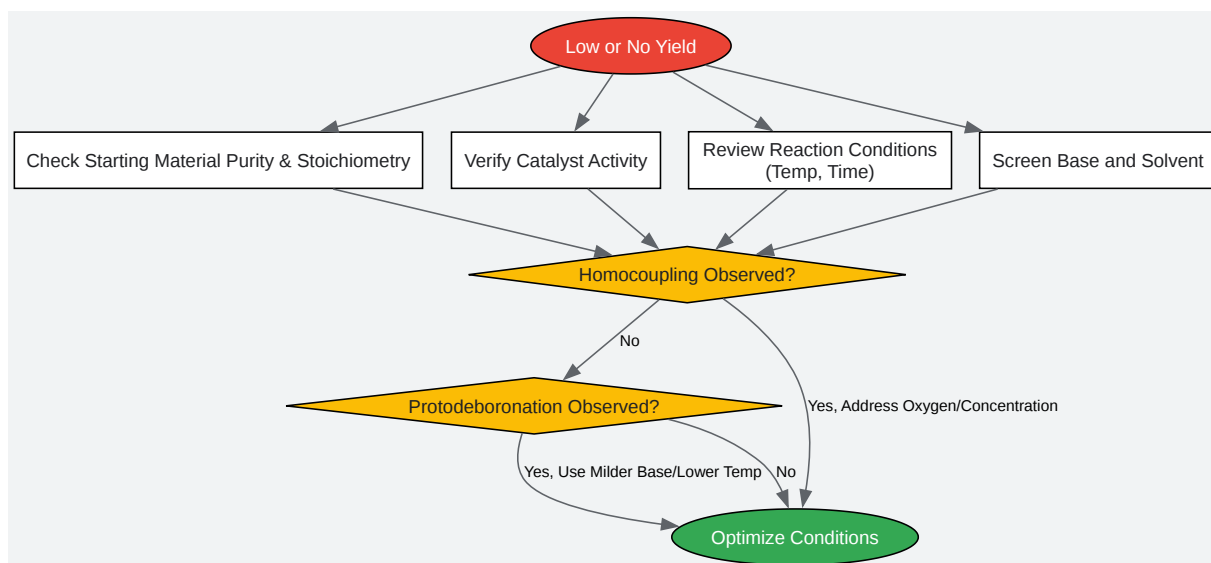 Low or No Yield
Check Starting Material Purity & Stoichiometry
Verify Catalyst Activity
Review Reaction Conditions
(Temp, Time)
Screen Base and Solvent
Homocoupling Observed?
No
Protodeboronation Observed?
Yes, Address Oxygen/Concentration
Yes, Use Milder Base/Lower Temp
No
Optimize Conditions